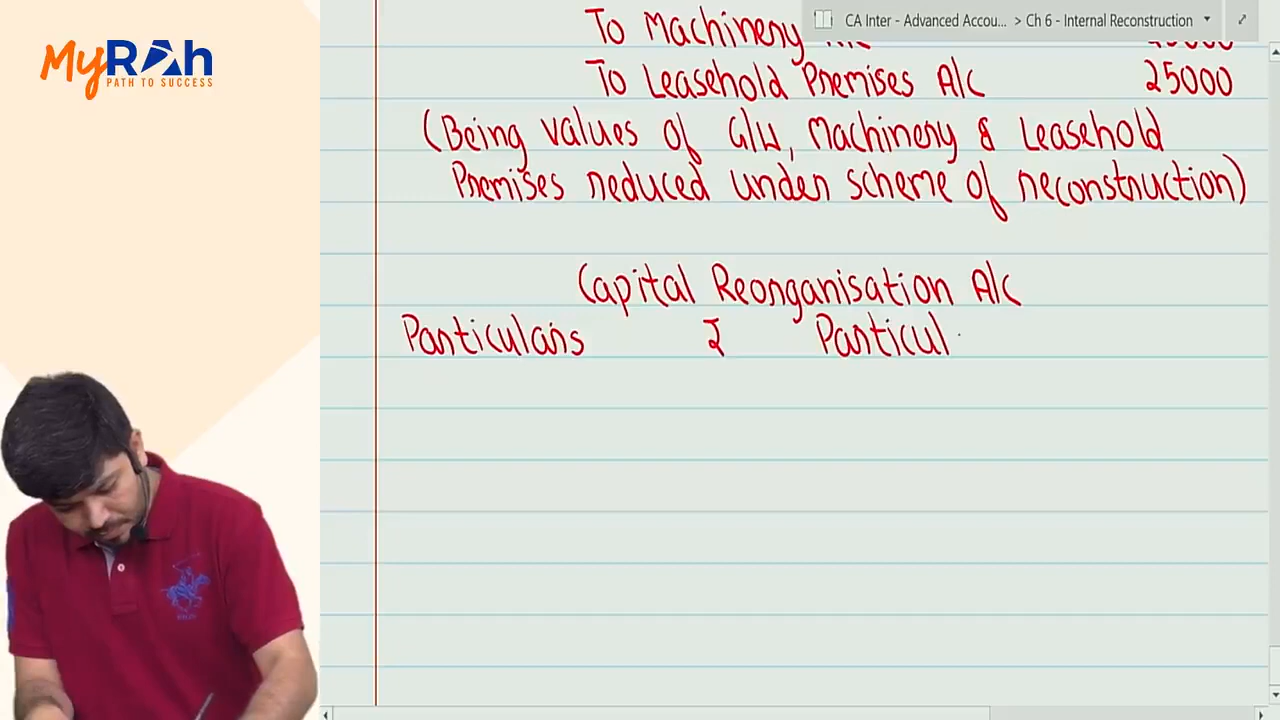 MyRAh
PATH TO SUCCESS
CA Inter - Advanced Accou... > Ch 6 - Internal Reconstruction
To Machinery
To Leasehold Premises A/c 25000
(Being values of G/W, Machinery & Leasehold
Premises reduced under scheme of reconstruction)
Capital Reorganisation A/c
Particulars ₹ Particul